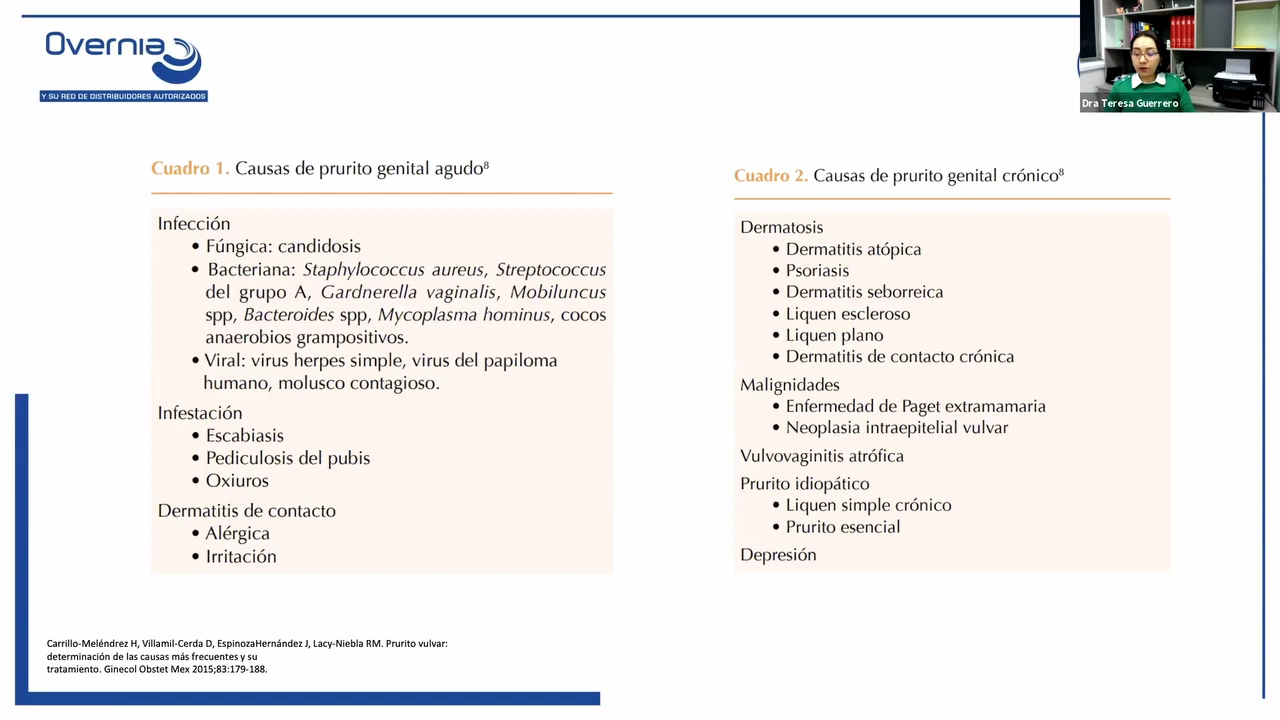 Overnia
Y SU RED DE DISTRIBUIDORES AUTORIZADOS
Dra Teresa Guerrero
Cuadro 1. Causas de prurito genital agudo⁸
Infección
• Fúngica: candidosis
• Bacteriana: Staphylococcus aureus, Streptococcus
del grupo A, Gardnerella vaginalis, Mobiluncus
spp, Bacteroides spp, Mycoplasma hominus, cocos
anaerobios grampositivos.
• Viral: virus herpes simple, virus del papiloma
humano, molusco contagioso.
Infestación
• Escabiasis
• Pediculosis del pubis
• Oxiuros
Dermatitis de contacto
• Alérgica
• Irritación
Cuadro 2. Causas de prurito genital crónico⁸
Dermatosis
• Dermatitis atópica
• Psoriasis
• Dermatitis seborreica
• Liquen escleroso
• Liquen plano
• Dermatitis de contacto crónica
Malignidades
• Enfermedad de Paget extramamaria
• Neoplasia intraepitelial vulvar
Vulvovaginitis atrófica
Prurito idiopático
• Liquen simple crónico
• Prurito esencial
Depresión
Carrillo-Meléndrez H, Villamil-Cerda D, EspinozaHernández J, Lacy-Niebla RM. Prurito vulvar:
determinación de las causas más frecuentes y su
tratamiento. Ginecol Obstet Mex 2015;83:179-188.